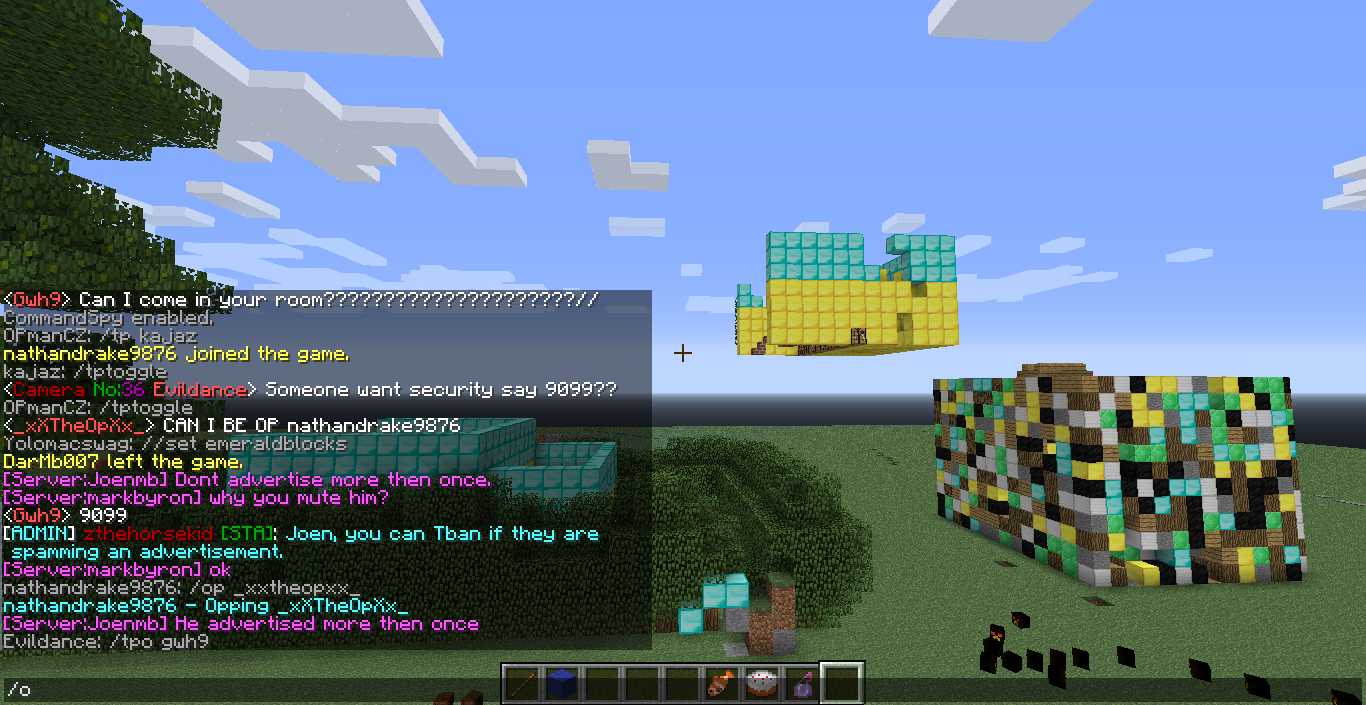 <Gwh9> Can I come in your room?????????????????????//
CommandSpy enabled.
OPmanCZ: /tp kajaz
nathandrake9876 joined the game.
kajaz: /tptoggle
<Camera No:36 Evildance> Someone want security say 9099??
OPmanCZ: /tptoggle
<_xXTheOpXx_> CAN I BE OP nathandrake9876
Yolomacswag: //set emeraldblocks
DarMb007 left the game.
[Server:Joenmb] Dont advertise more then once.
[Server:markbyron] why you mute him?
<Gwh9> 9099
[ADMIN] zthehorsekid [STA]: Joen, you can Tban if they are
spamming an advertisement.
[Server:markbyron] ok
nathandrake9876: /op _xxtheopxx_
nathandrake9876 - Opping _xXTheOpXx_
[Server:Joenmb] He advertised more then once
Evildance: /tpo gwh9
/o